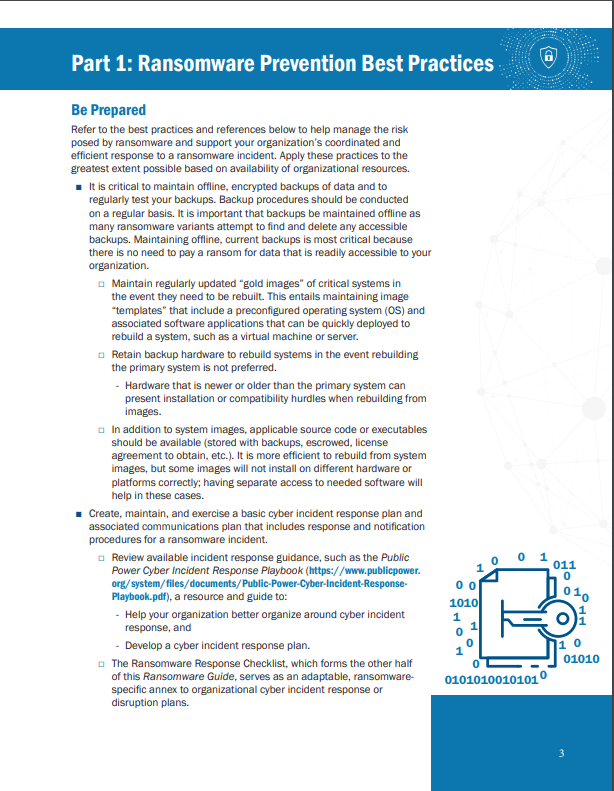 Part 1: Ransomware Prevention Best Practices
Be Prepared
Refer to the best practices and references below to help manage the risk
posed by ransomware and support your organization's coordinated and
efficient response to a ransomware incident. Apply these practices to the
greatest extent possible based on availability of organizational resources.
■ It is critical to maintain offline, encrypted backups of data and to
regularly test your backups. Backup procedures should be conducted
on a regular basis. It is important that backups be maintained offline as
many ransomware variants attempt to find and delete any accessible
backups. Maintaining offline, current backups is most critical because
there is no need to pay a ransom for data that is readily accessible to your
organization.
□ Maintain regularly updated “gold images” of critical systems in
the event they need to be rebuilt. This entails maintaining image
“templates” that include a preconfigured operating system (OS) and
associated software applications that can be quickly deployed to
rebuild a system, such as a virtual machine or server.
□ Retain backup hardware to rebuild systems in the event rebuilding
the primary system is not preferred.
- Hardware that is newer or older than the primary system can
present installation or compatibility hurdles when rebuilding from
images.
□ In addition to system images, applicable source code or executables
should be available (stored with backups, escrowed, license
agreement to obtain, etc.). It is more efficient to rebuild from system
images, but some images will not install on different hardware or
platforms correctly; having separate access to needed software will
help in these cases.
■ Create, maintain, and exercise a basic cyber incident response plan and
associated communications plan that includes response and notification
procedures for a ransomware incident.
□ Review available incident response guidance, such as the Public
Power Cyber Incident Response Playbook (https://www.publicpower.
org/system/files/documents/Public-Power-Cyber-Incident-Response-
Playbook.pdf), a resource and guide to:
- Help your organization better organize around cyber incident
response, and
- Develop a cyber incident response plan.
□ The Ransomware Response Checklist, which forms the other half
of this Ransomware Guide, serves as an adaptable, ransomware-
specific annex to organizational cyber incident response or
disruption plans.
1 0 0 1 011
0 0 0
1010 0 1 0
1 1 1
0 1
0 1 0
1 0 01010
0101010010101 0
3